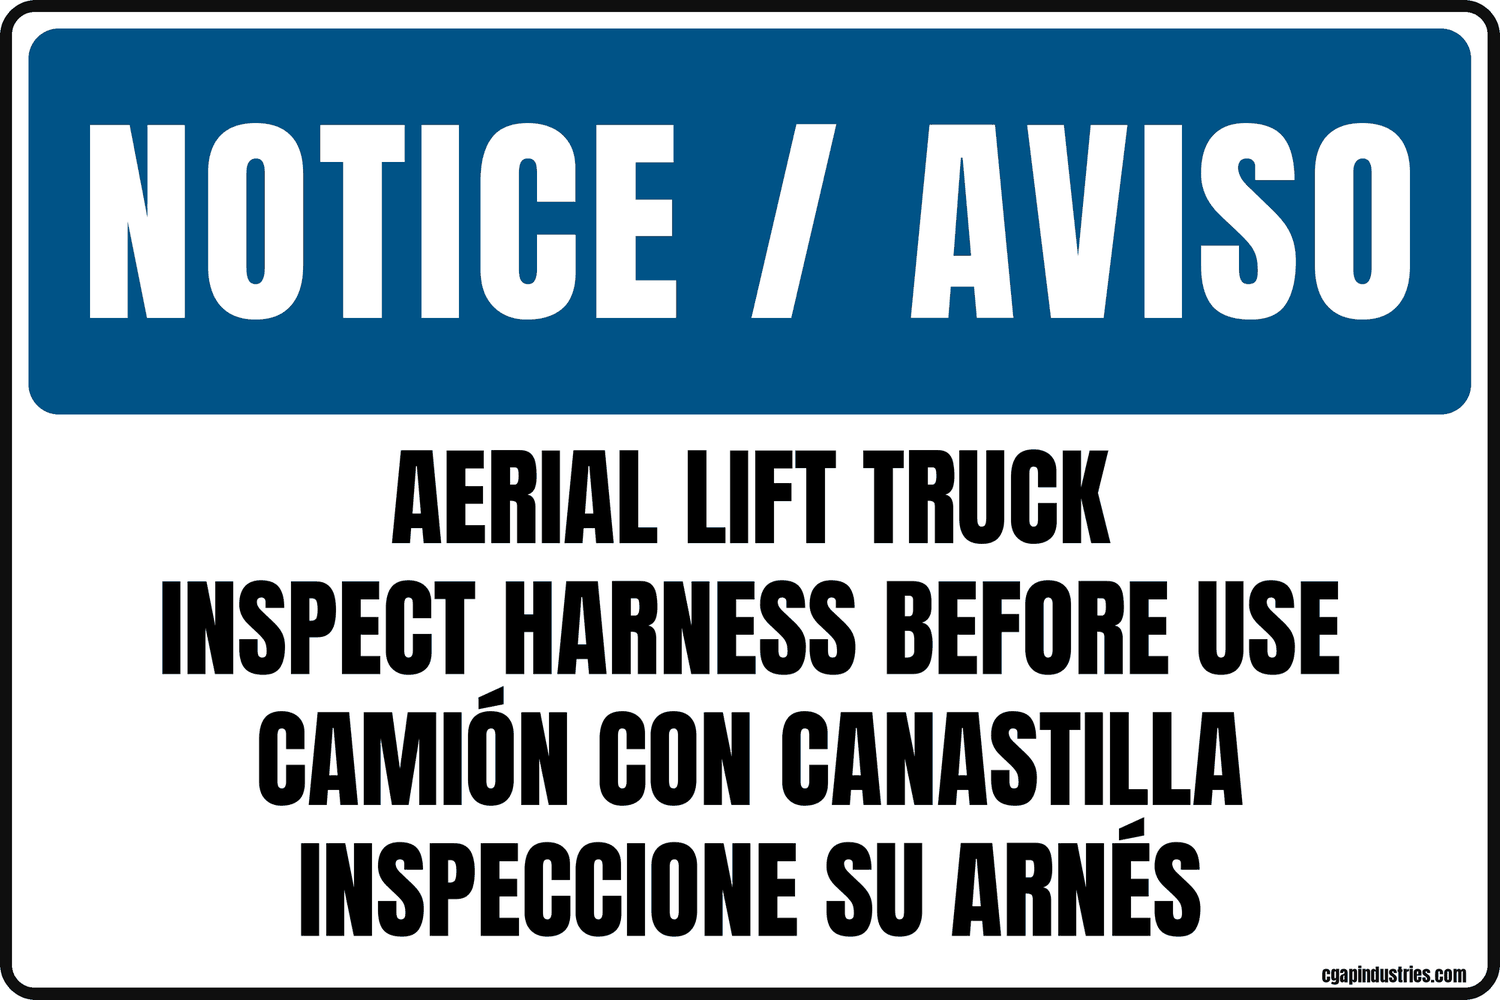 NOTICE / AVISO
AERIAL LIFT TRUCK
INSPECT HARNESS BEFORE USE
CAMIÓN CON CANASTILLA
INSPECCIONE SU ARNÉS
cgapindustries.com